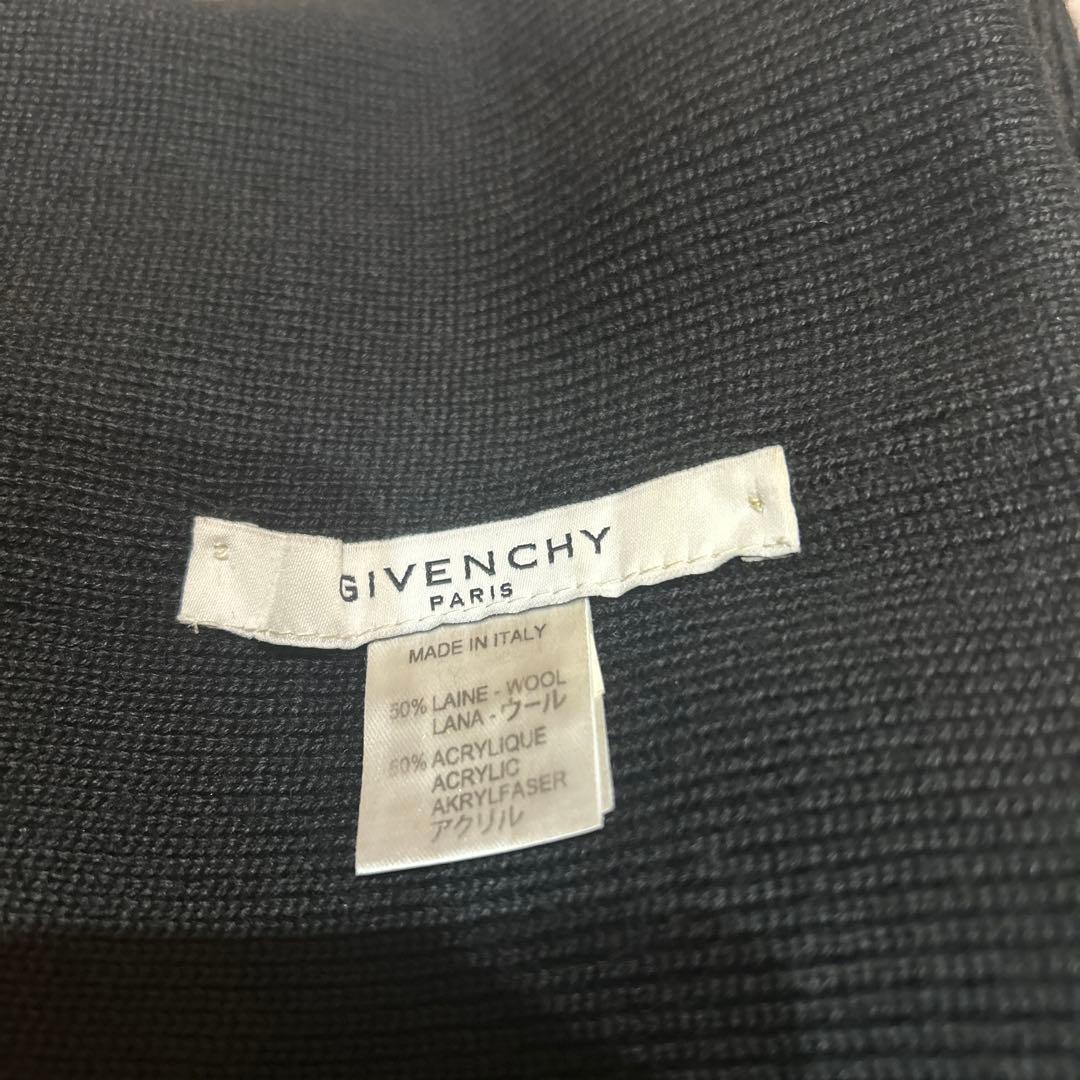 GIVENCHY
PARIS
MADE IN ITALY
50% LAINE - WOOL
LANA - ウール
50% ACRYLIQUE
ACRYLIC
AKRYLFASER
アクリル